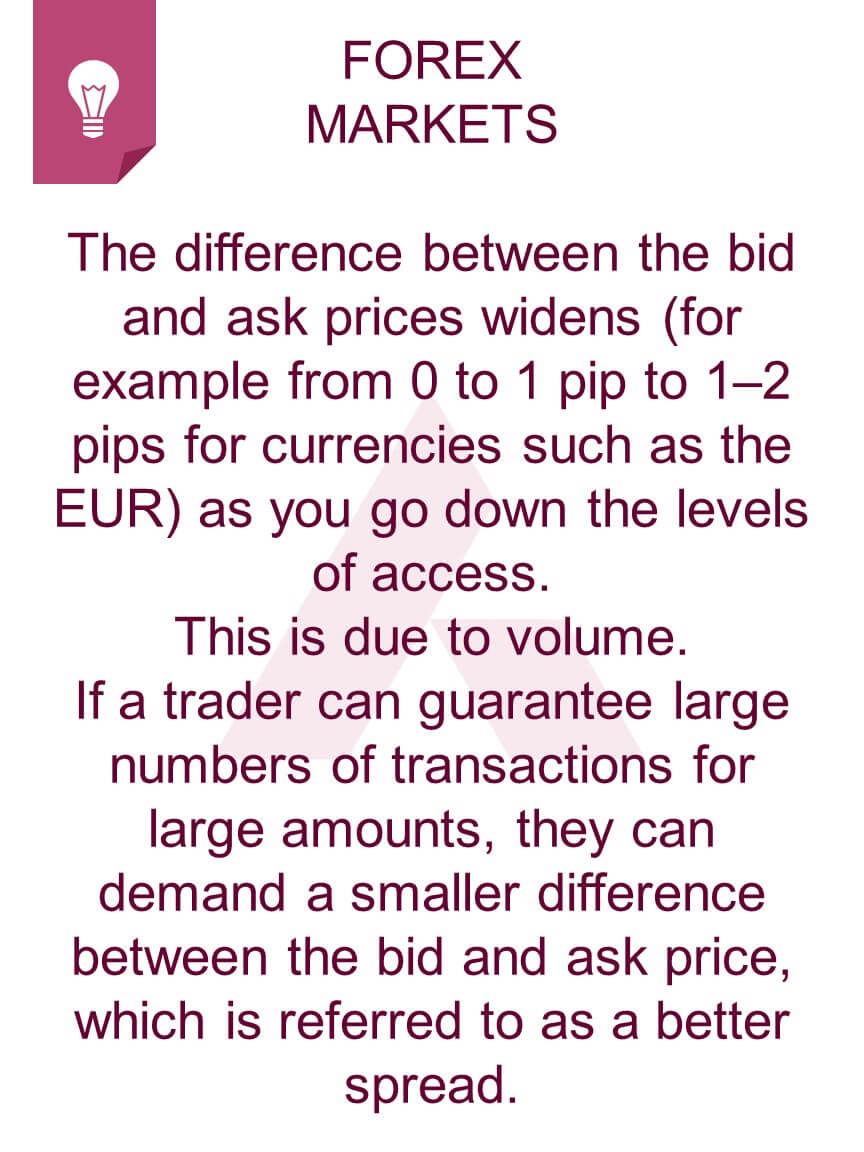 FOREX
MARKETS
The difference between the bid
and ask prices widens (for
example from 0 to 1 pip to 1–2
pips for currencies such as the
EUR) as you go down the levels
of access.
This is due to volume.
If a trader can guarantee large
numbers of transactions for
large amounts, they can
demand a smaller difference
between the bid and ask price,
which is referred to as a better
spread.